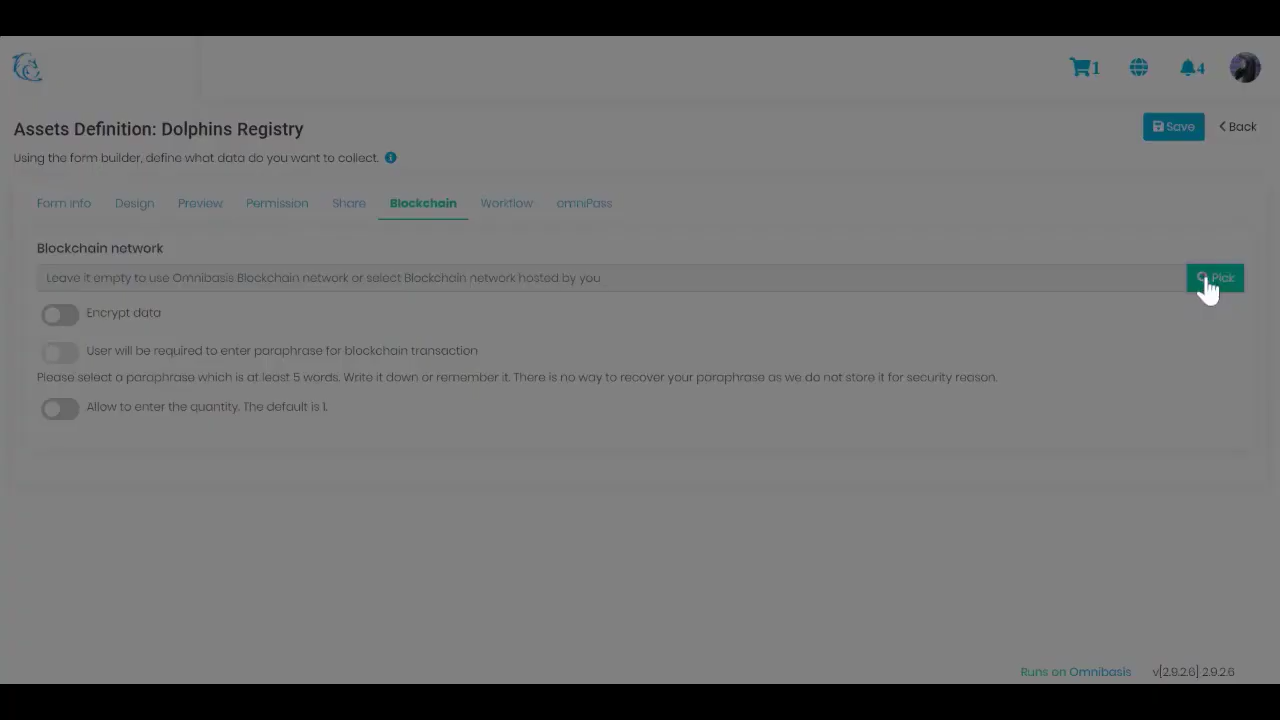 1
4
Assets Definition: Dolphins Registry
Save
Back
Using the form builder, define what data do you want to collect.
Form info
Design
Preview
Permission
Share
Blockchain
Workflow
omniPass
Blockchain network
Leave it empty to use Omnibasis Blockchain network or select Blockchain network hosted by you
Pick
Encrypt data
User will be required to enter paraphrase for blockchain transaction
Please select a paraphrase which is at least 5 words. Write it down or remember it. There is no way to recover your paraphrase as we do not store it for security reason.
Allow to enter the quantity. The default is 1.
Runs on Omnibasis
v[2.9.2.6] 2.9.2.6